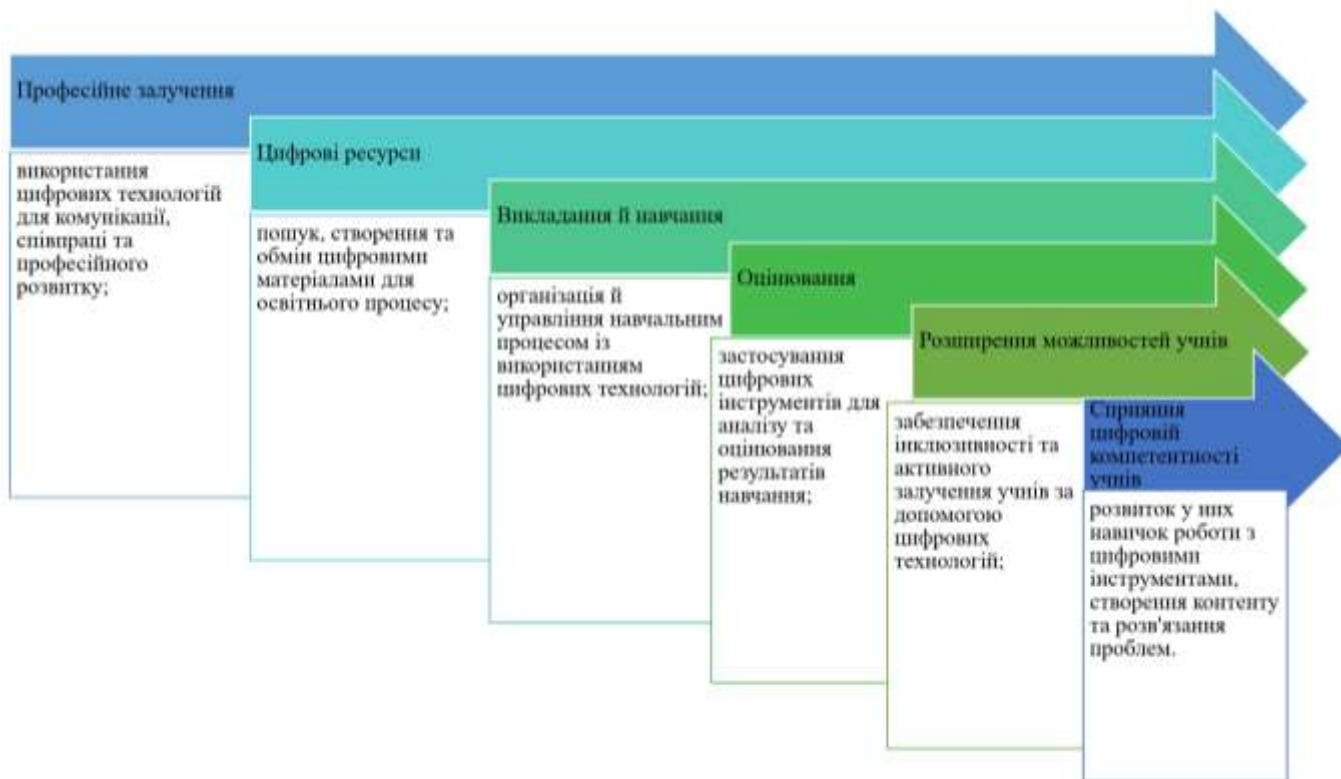 Професійне залучення
використання
цифрових технологій
для комунікації,
співпраці та
професійного
розвитку;
Цифрові ресурси
пошук, створення та
обмін цифровими
матеріалами для
освітнього процесу;
Викладання й навчання
організація й
управління навчальним
процесом із
використанням
цифрових технологій;
Оцінювання
застосування
цифрових
інструментів для
аналізу та
оцінювання
результатів
навчання;
Розширення можливостей учнів
забезпечення
інклюзивності та
активного
залучення учнів за
допомогою
цифрових
технологій;
Сприяння
цифровій
компетентності
учнів
розвиток у них
навичок роботи з
цифровими
інструментами,
створення контенту
та розв'язання
проблем.